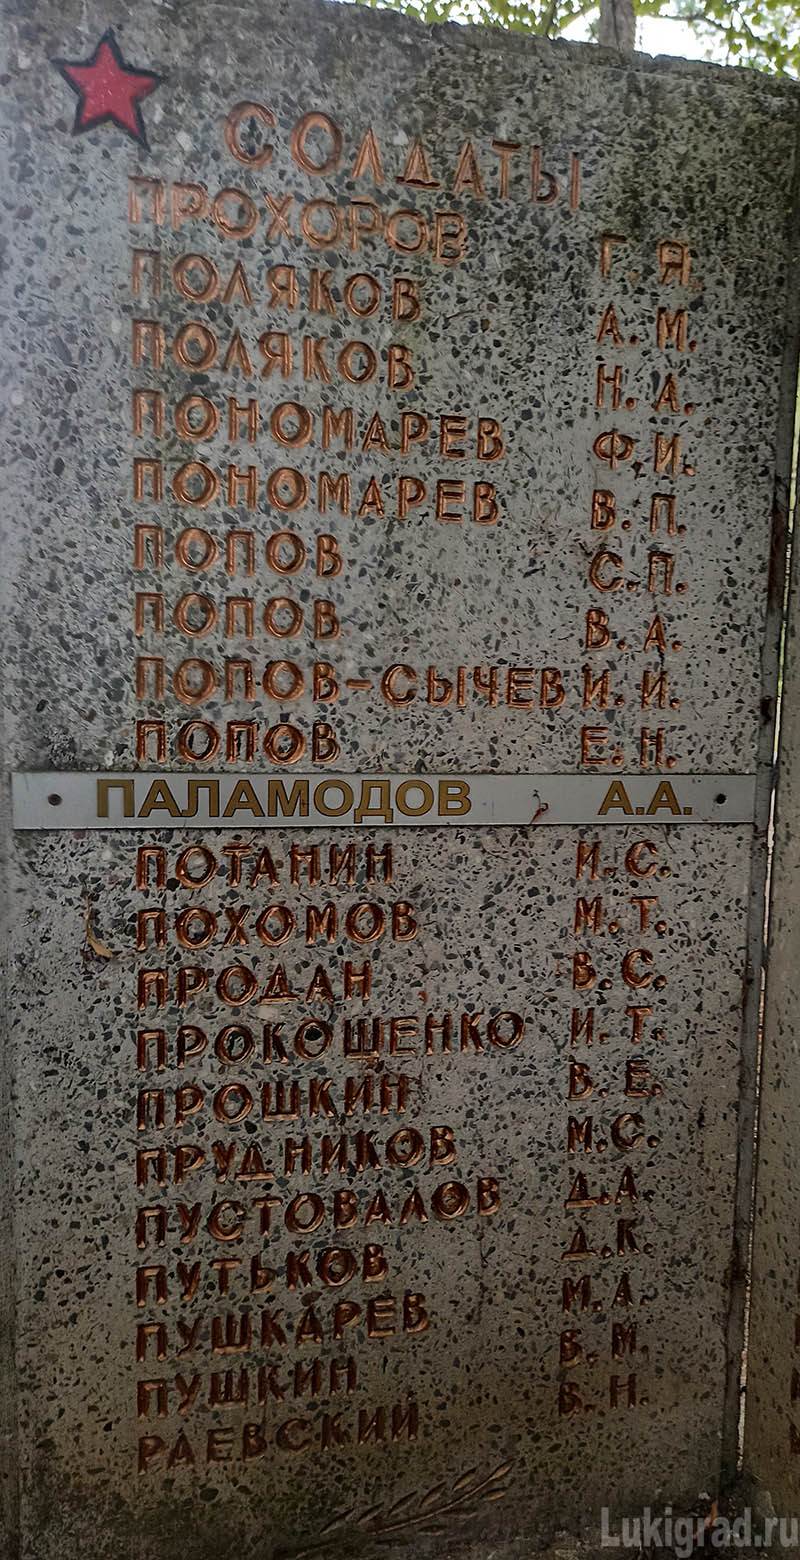 СОЛДАТЫ
ПРОХОРОВ Г. Я.
ПОЛЯКОВ А. М.
ПОЛЯКОВ Н. А.
ПОНОМАРЕВ Ф. И.
ПОНОМАРЕВ В. П.
ПОПОВ С. П.
ПОПОВ В. А.
ПОПОВ-СЫЧЕВ И. И.
ПОПОВ Е. Н.
ПАЛАМОДОВ А.А.
ПОТАНИН И. С.
ПОХОМОВ М. Т.
ПРОДАН В. С.
ПРОКОЩЕНКО И. Т.
ПРОШКИН В. Е.
ПРУДНИКОВ М. С.
ПУСТОВАЛОВ Д. А.
ПУТЬКОВ Д. К.
ПУШКАРЕВ М. А.
ПУШКИН В. М.
РАЕВСКИЙ В. Н.
Lukigrad.ru